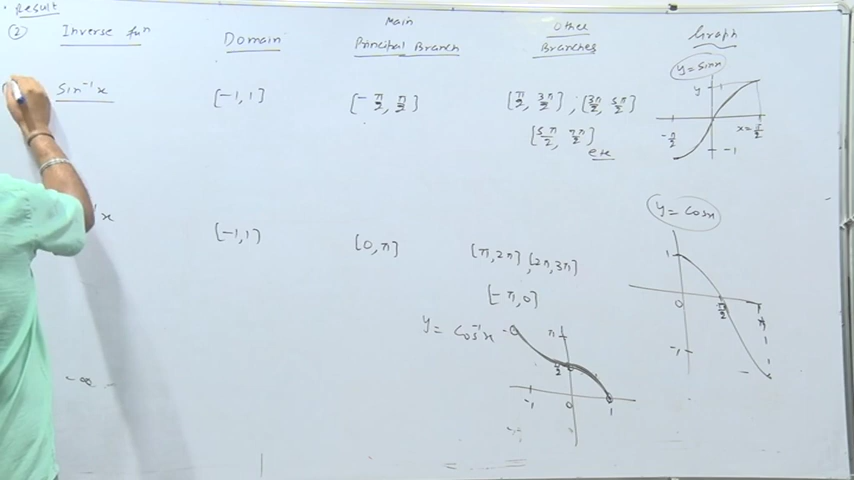 Result
② Inverse fun Domain Main Principal Branch Other Branches Graph
Sin⁻¹x [-1, 1] [-π/2, π/2] [π/2, 3π/2], [3π/2, 5π/2]
[5π/2, 7π/2]
etc
y = sinx
y 1
-π/2 x = π/2
-1
x [-1, 1] [0, π] [π, 2π], [2π, 3π]
[-π, 0]
y = cosx
1
0 π/2 π
-1
y = cos⁻¹x
π
π/2
-1 0 1
-∞